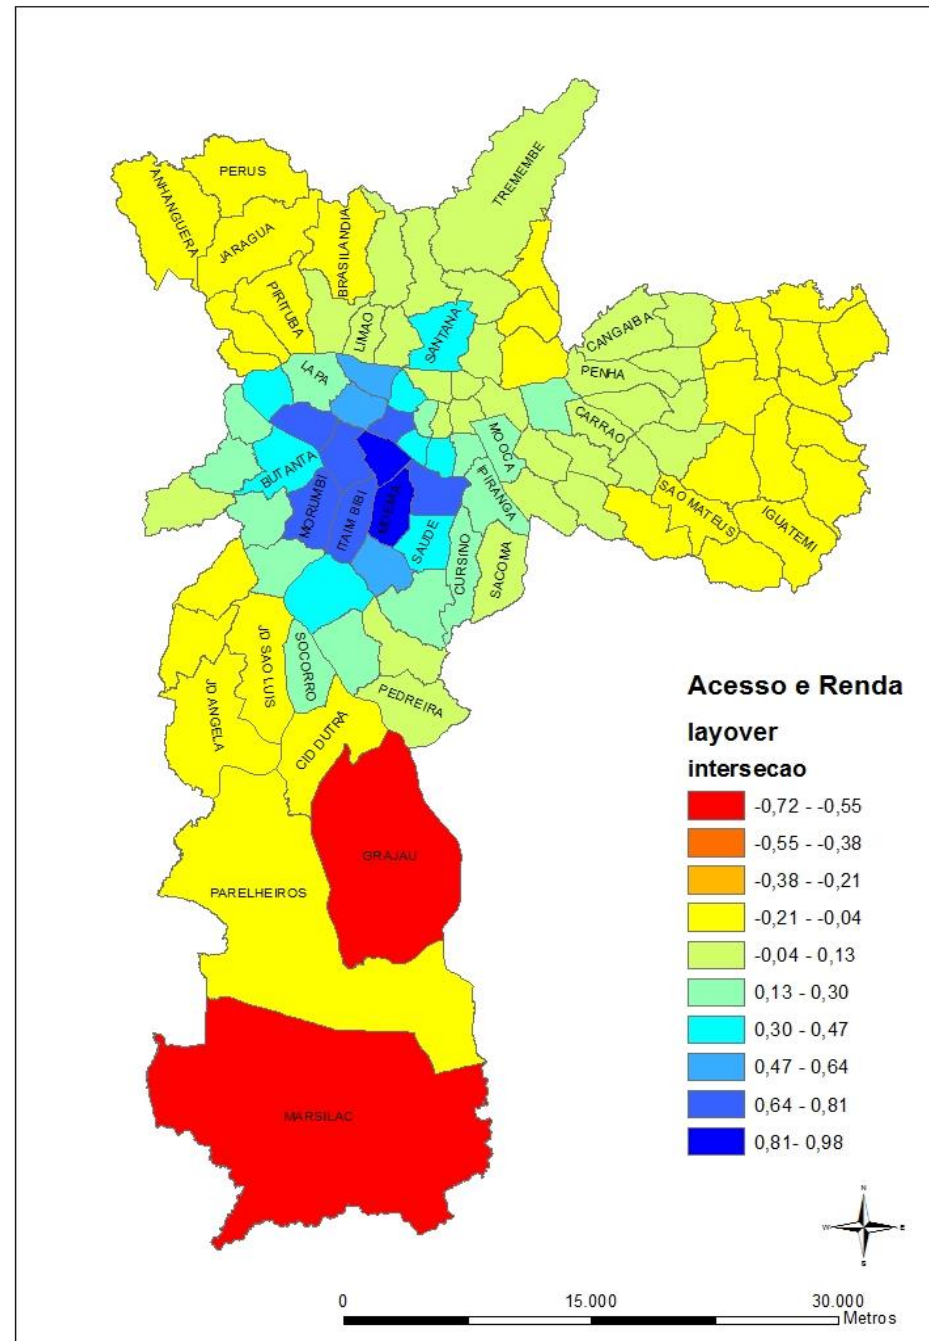 TREMEMBE
PERUS
ANHANGUERA
JARAGUA
BRASILANDIA
PIRITUBA
LIMAO
SANTANA
CANGAIBA
LAPA
PENHA
CARRAO
MOOCA
BUTANTA
IPIRANGA
MORUMBI
ITAIM BIBI
MOEMA
SAUDE
SAO MATEUS
IGUATEMI
CURSINO
SACOMA
JD SAO LUIS
SOCORRO
JD ANGELA
PEDREIRA
CID DUTRA
GRAJAU
PARELHEIROS
MARSILAC
Acesso e Renda
layover
intersecao
-0,72 - -0,55
-0,55 - -0,38
-0,38 - -0,21
-0,21 - -0,04
-0,04 - 0,13
0,13 - 0,30
0,30 - 0,47
0,47 - 0,64
0,64 - 0,81
0,81- 0,98
N
W E
S
0 15.000 30.000
Metros